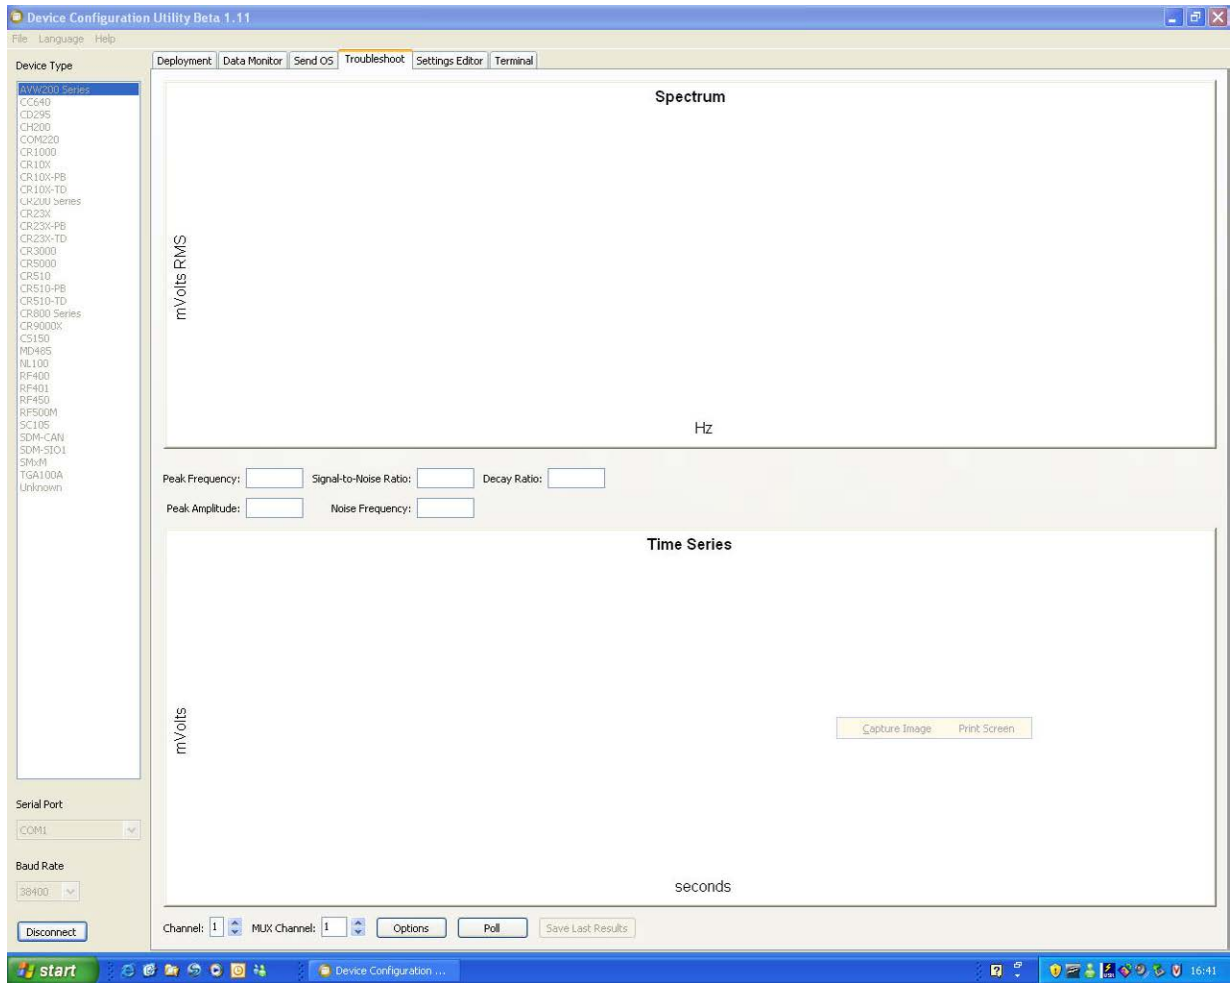 Device Configuration Utility Beta 1.11
File Language Help
Device Type
Deployment Data Monitor Send OS Troubleshoot Settings Editor Terminal
AVW200 Series
CC640
CD295
CH200
COM220
CR1000
CR10X
CR10X-PB
CR10X-TD
CR200 Series
CR23X
CR23X-PB
CR23X-TD
CR3000
CR5000
CR510
CR510-PB
CR510-TD
CR800 Series
CR9000X
CS150
MD485
NL100
RF400
RF401
RF450
RF500M
SC105
SDM-CAN
SDM-SIO1
SMxM
TGA100A
Unknown
Spectrum
mVolts RMS
Hz
Peak Frequency: Signal-to-Noise Ratio: Decay Ratio:
Peak Amplitude: Noise Frequency:
Time Series
mVolts
Capture Image Print Screen
seconds
Serial Port
COM1
Baud Rate
38400
Disconnect
Channel: 1 MUX Channel: 1 Options Poll Save Last Results
start Device Configuration ... 16:41